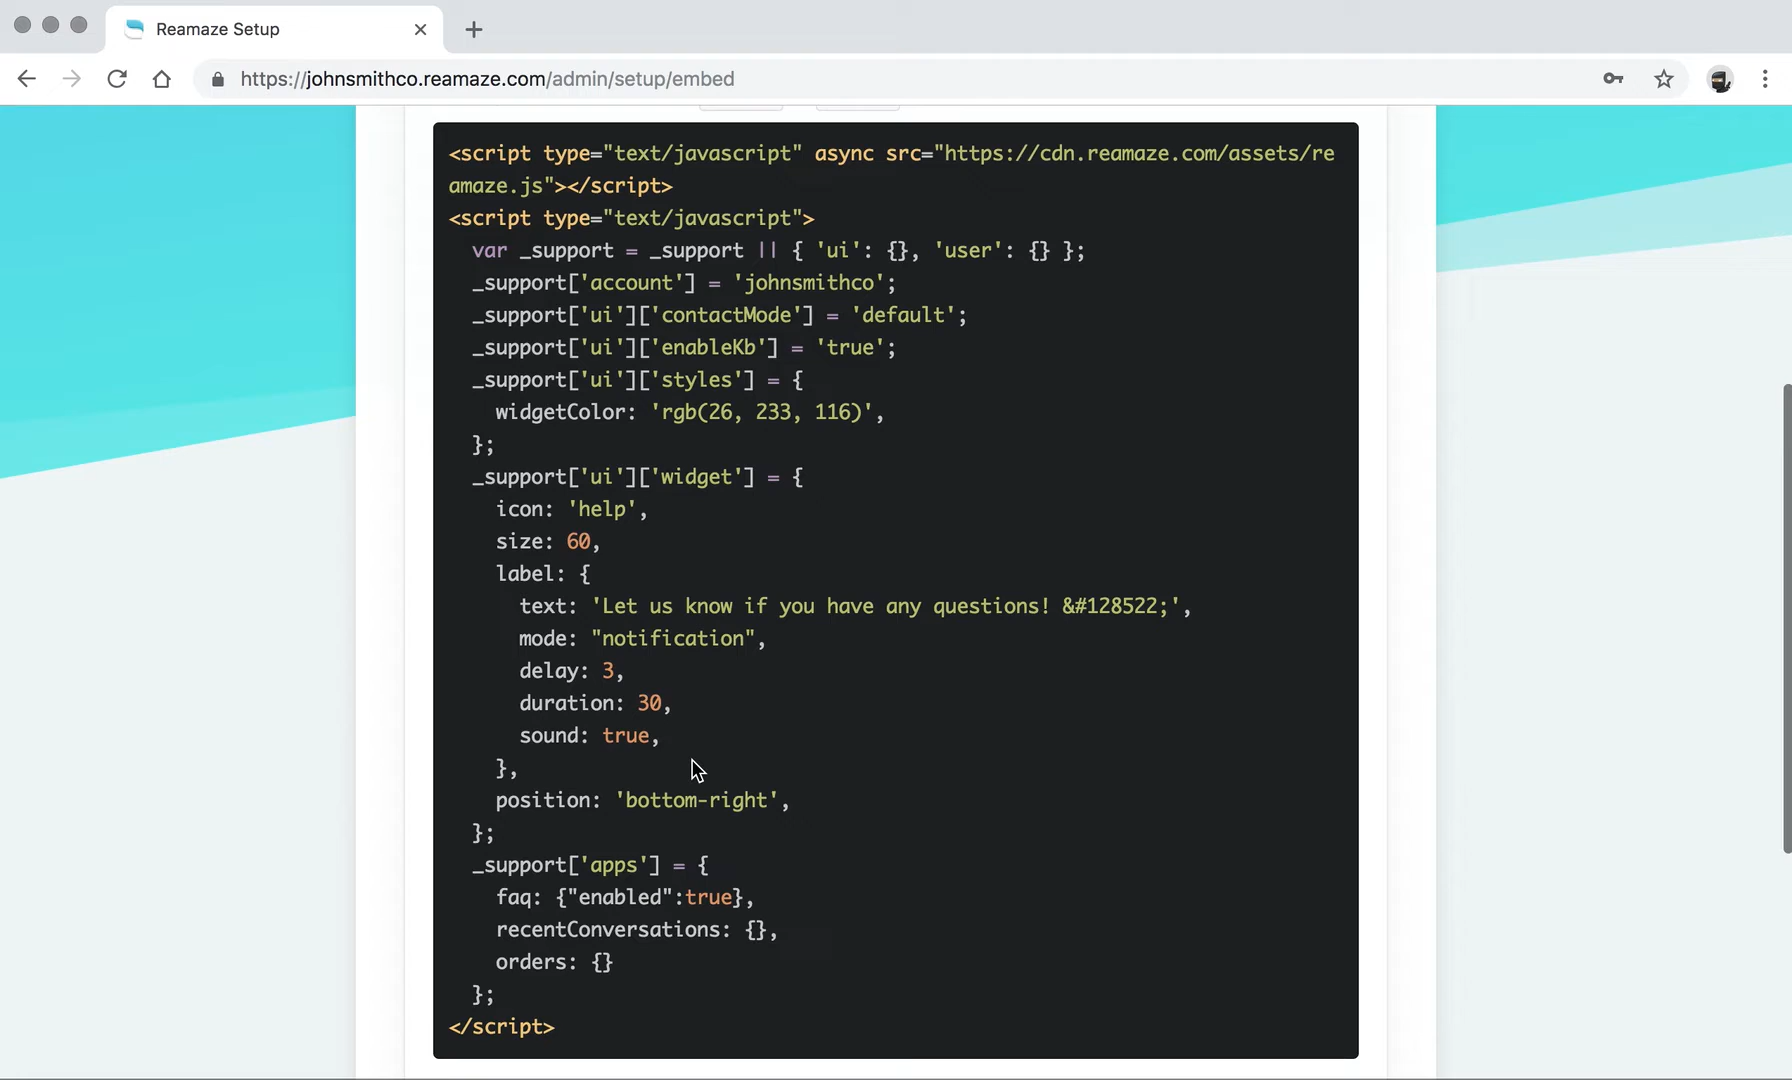 Reamaze Setup
https://johnsmithco.reamaze.com/admin/setup/embed
<script type="text/javascript" async src="https://cdn.reamaze.com/assets/re
amaze.js"></script>
<script type="text/javascript">
  var _support = _support || { 'ui': {}, 'user': {} };
  _support['account'] = 'johnsmithco';
  _support['ui']['contactMode'] = 'default';
  _support['ui']['enableKb'] = 'true';
  _support['ui']['styles'] = {
    widgetColor: 'rgb(26, 233, 116)',
  };
  _support['ui']['widget'] = {
    icon: 'help',
    size: 60,
    label: {
      text: 'Let us know if you have any questions! &#128522;',
      mode: "notification",
      delay: 3,
      duration: 30,
      sound: true,
    },
    position: 'bottom-right',
  };
  _support['apps'] = {
    faq: {"enabled":true},
    recentConversations: {},
    orders: {}
  };
</script>